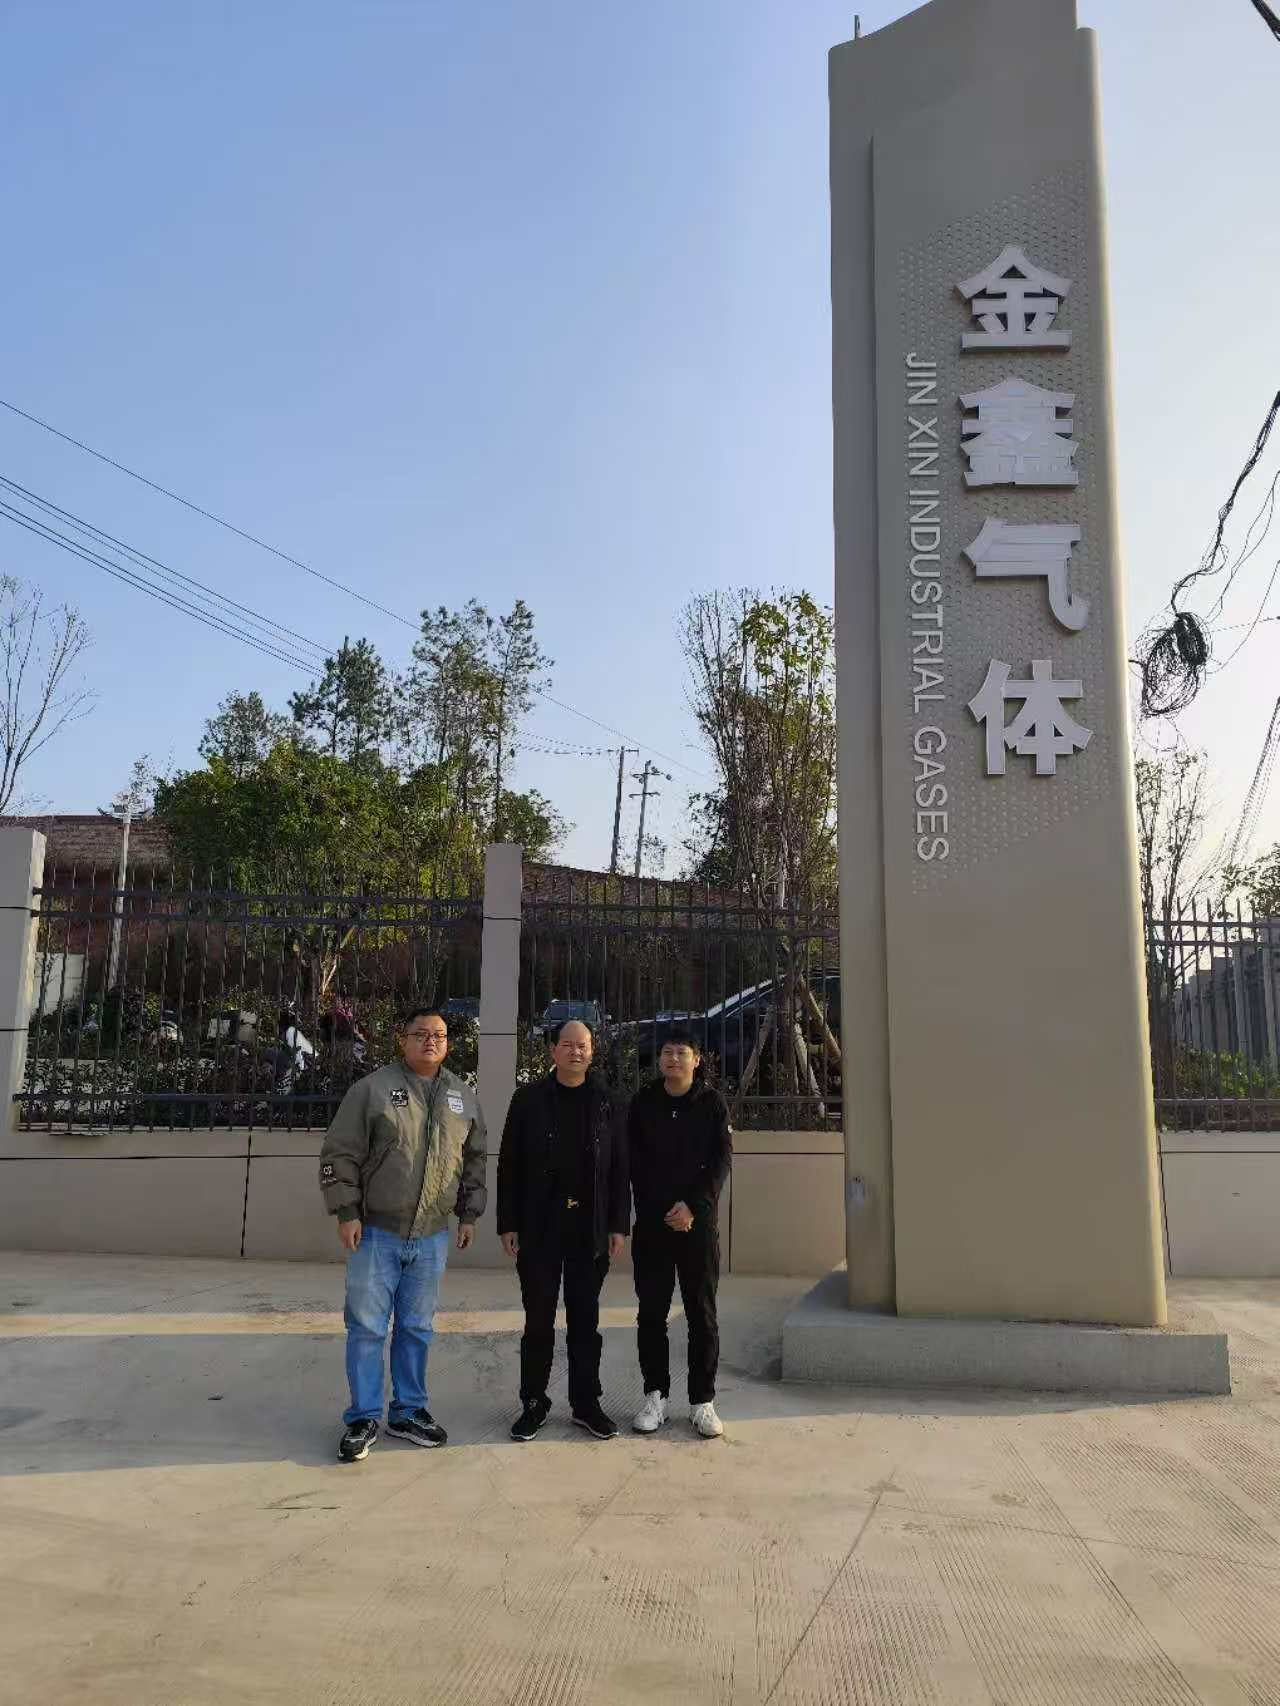 金鑫气体
JIN XIN INDUSTRIAL GASES